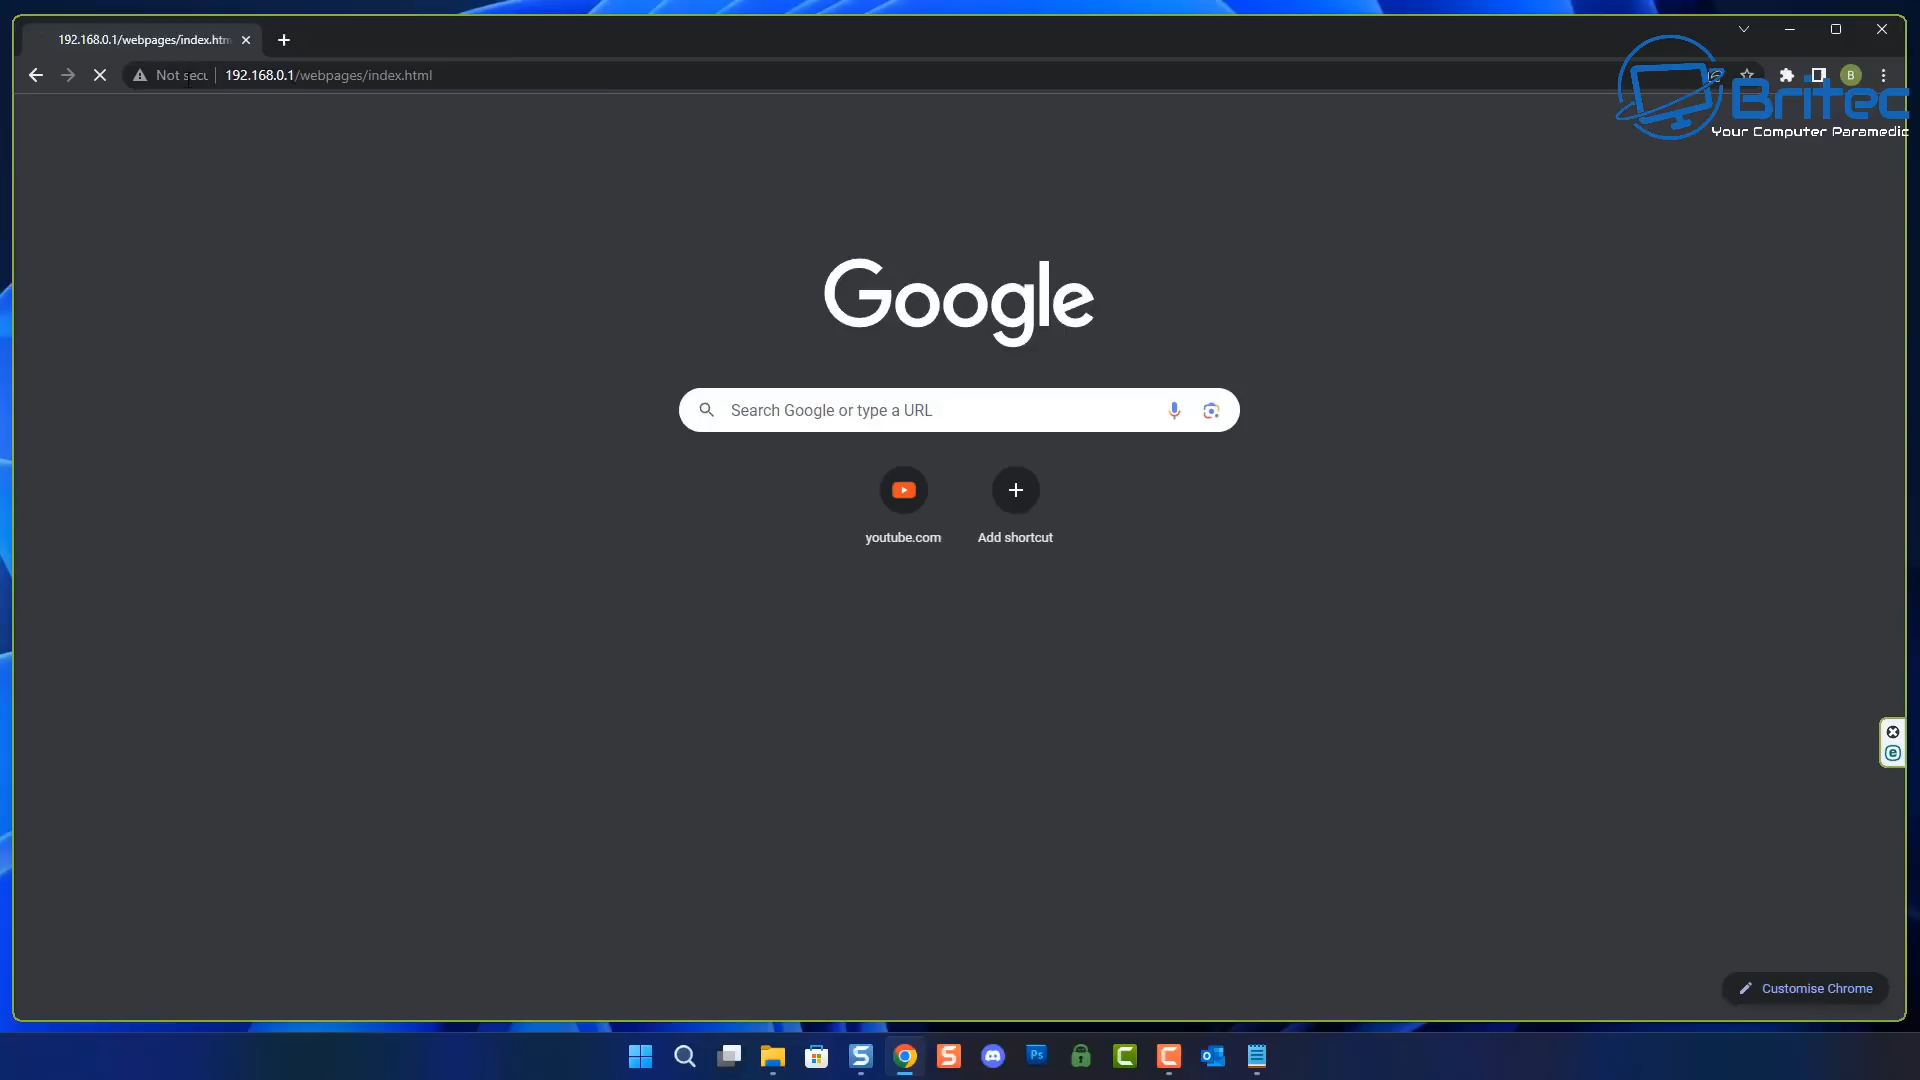 192.168.0.1/webpages/index.htm
Not secu
192.168.0.1/webpages/index.html
B
Britec
Your Computer Paramedic
Google
Search Google or type a URL
youtube.com
Add shortcut
Customise Chrome
Ps